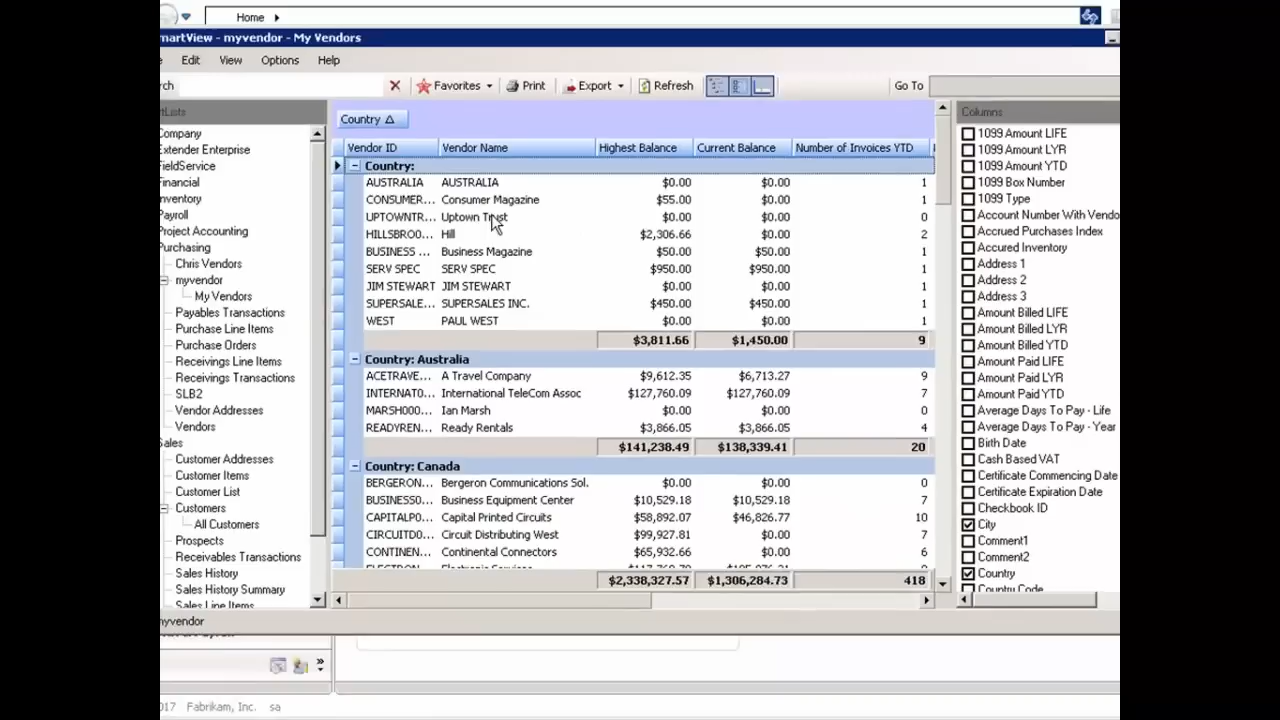 Home
martView - myvendor - My Vendors
Edit View Options Help
rch Favorites Print Export Refresh Go To
rtLists
Company
Extender Enterprise
FieldService
Financial
nventory
Payroll
Project Accounting
Purchasing
Chris Vendors
myvendor
My Vendors
Payables Transactions
Purchase Line Items
Purchase Orders
Receivings Line Items
Receivings Transactions
SLB2
Vendor Addresses
Vendors
Sales
Customer Addresses
Customer Items
Customer List
Customers
All Customers
Prospects
Receivables Transactions
Sales History
Sales History Summary
Sales Line Items
Country
Vendor ID Vendor Name Highest Balance Current Balance Number of Invoices YTD
Country:
AUSTRALIA AUSTRALIA $0.00 $0.00 1
CONSUMER... Consumer Magazine $55.00 $0.00 1
UPTOWNTR... Uptown Trust $0.00 $0.00 0
HILLSBROO... Hill $2,306.66 $0.00 2
BUSINESS ... Business Magazine $50.00 $50.00 1
SERV SPEC SERV SPEC $950.00 $950.00 1
JIM STEWART JIM STEWART $0.00 $0.00 1
SUPERSALE... SUPERSALES INC. $450.00 $450.00 1
WEST PAUL WEST $0.00 $0.00 1
$3,811.66 $1,450.00 9
Country: Australia
ACETRAVE... A Travel Company $9,612.35 $6,713.27 9
INTERNAT0... International TeleCom Assoc $127,760.09 $127,760.09 7
MARSH000... Ian Marsh $0.00 $0.00 0
READYREN... Ready Rentals $3,866.05 $3,866.05 4
$141,238.49 $138,339.41 20
Country: Canada
BERGERON... Bergeron Communications Sol. $0.00 $0.00 0
BUSINESS0... Business Equipment Center $10,529.18 $10,529.18 7
CAPITALP0... Capital Printed Circuits $58,892.07 $46,826.77 10
CIRCUITD0... Circuit Distributing West $99,927.81 $0.00 7
CONTINEN... Continental Connectors $65,932.66 $0.00 6
$2,338,327.57 $1,306,284.73 418
Columns
1099 Amount LIFE
1099 Amount LYR
1099 Amount YTD
1099 Box Number
1099 Type
Account Number With Vendo
Accrued Purchases Index
Accured Inventory
Address 1
Address 2
Address 3
Amount Billed LIFE
Amount Billed LYR
Amount Billed YTD
Amount Paid LIFE
Amount Paid LYR
Amount Paid YTD
Average Days To Pay - Life
Average Days To Pay - Year
Birth Date
Cash Based VAT
Certificate Commencing Date
Certificate Expiration Date
Checkbook ID
City
Comment1
Comment2
Country
Country Code
myvendor
017 Fabrikam, Inc. sa